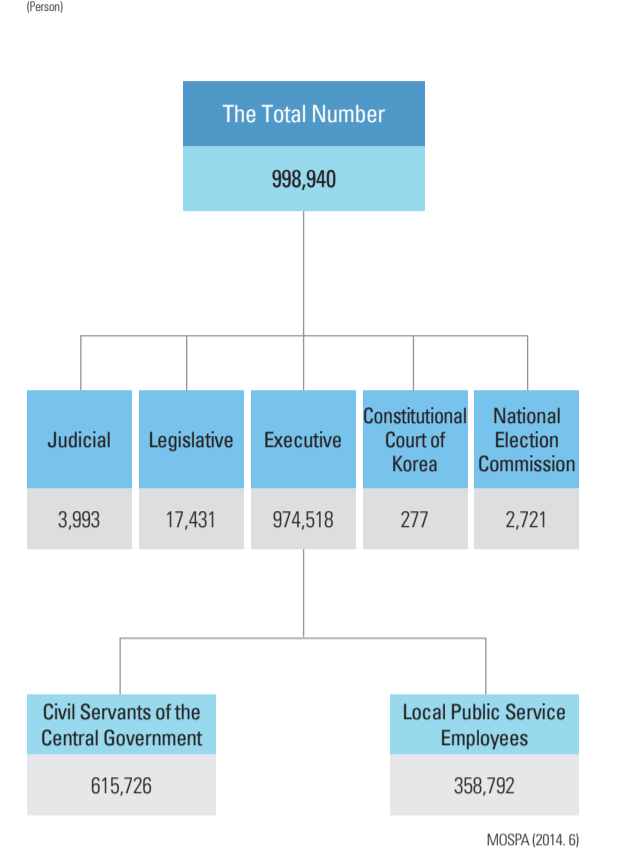 (Person)
The Total Number
998,940
Judicial
3,993
Legislative
17,431
Executive
974,518
Constitutional
Court of
Korea
277
National
Election
Commission
2,721
Civil Servants of the
Central Government
615,726
Local Public Service
Employees
358,792
MOSPA (2014. 6)